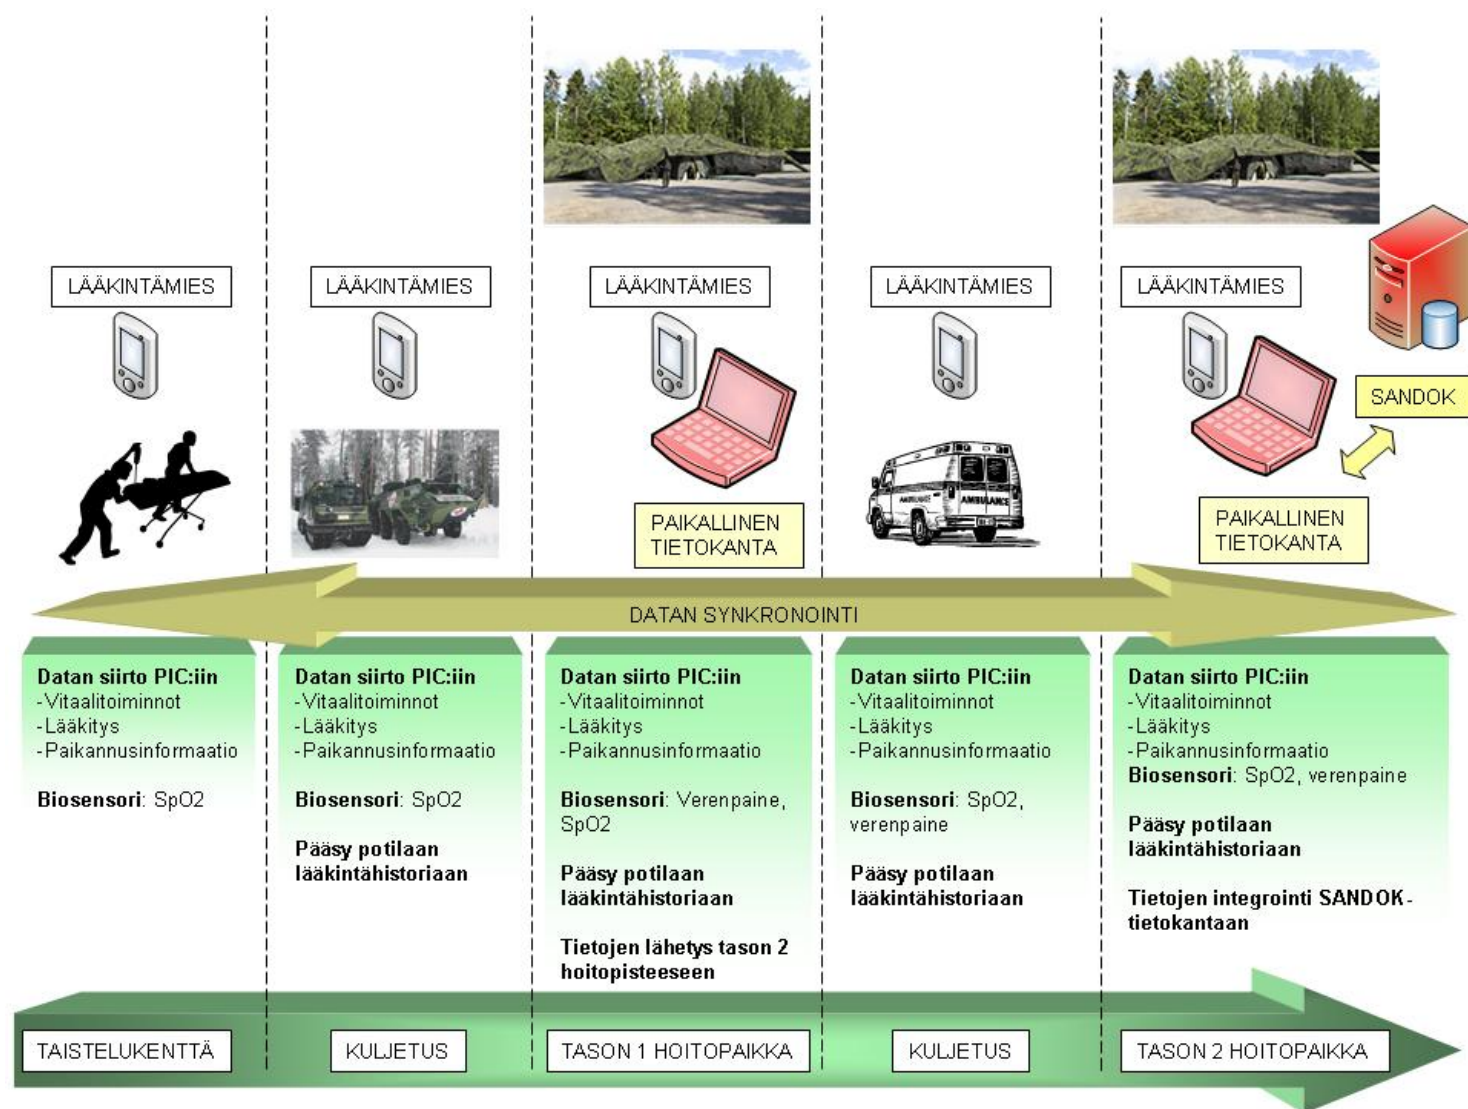 LÄÄKINTÄMIES
LÄÄKINTÄMIES
LÄÄKINTÄMIES
LÄÄKINTÄMIES
LÄÄKINTÄMIES
SANDOK
AMBULANCE
PAIKALLINEN
TIETOKANTA
PAIKALLINEN
TIETOKANTA
DATAN SYNKRONOINTI
Datan siirto PIC:iin
-Vitaalitoiminnot
-Lääkitys
-Paikannusinformaatio
Biosensori: SpO2
Datan siirto PIC:iin
-Vitaalitoiminnot
-Lääkitys
-Paikannusinformaatio
Biosensori: SpO2
Pääsy potilaan
lääkintähistoriaan
Datan siirto PIC:iin
-Vitaalitoiminnot
-Lääkitys
-Paikannusinformaatio
Biosensori: Verenpaine,
SpO2
Pääsy potilaan
lääkintähistoriaan
Tietojen lähetys tason 2
hoitopisteeseen
Datan siirto PIC:iin
-Vitaalitoiminnot
-Lääkitys
-Paikannusinformaatio
Biosensori: SpO2,
verenpaine
Pääsy potilaan
lääkintähistoriaan
Datan siirto PIC:iin
-Vitaalitoiminnot
-Lääkitys
-Paikannusinformaatio
Biosensori: SpO2, verenpaine
Pääsy potilaan
lääkintähistoriaan
Tietojen integrointi SANDOK-
tietokantaan
TAISTELUKENTTÄ
KULJETUS
TASON 1 HOITOPAIKKA
KULJETUS
TASON 2 HOITOPAIKKA